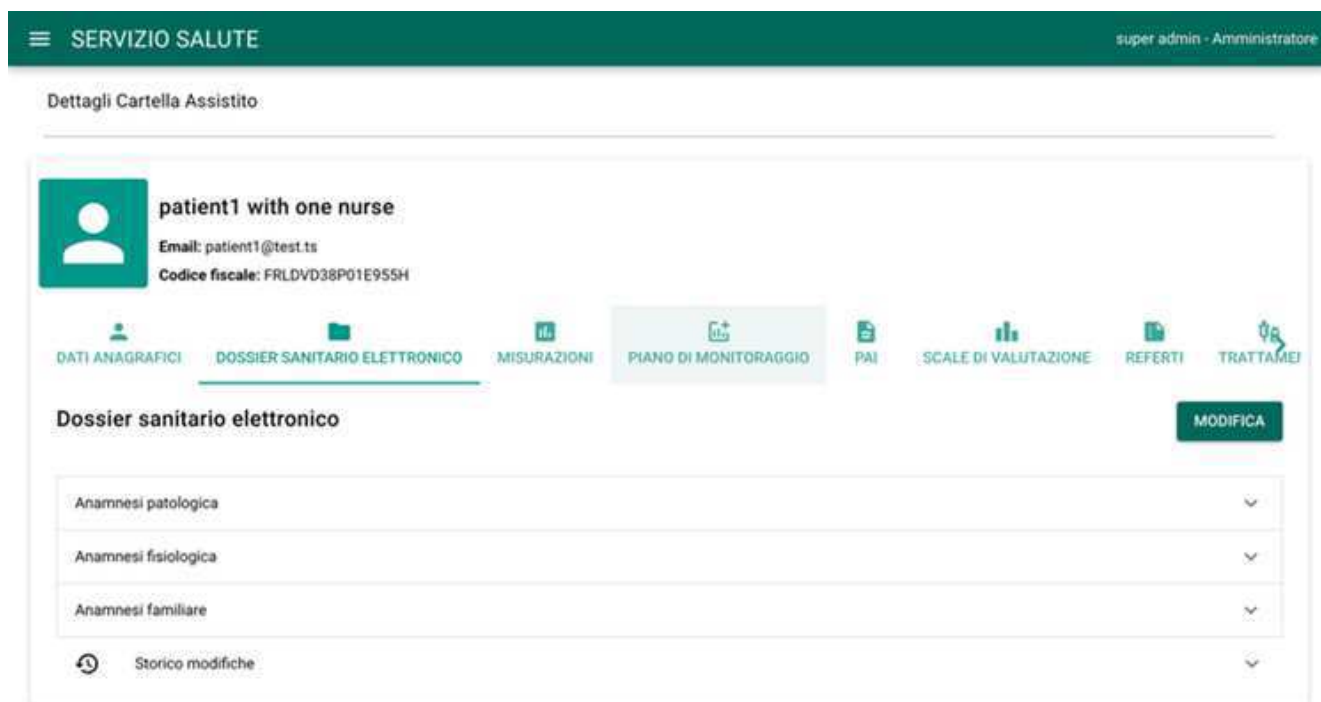 SERVIZIO SALUTE super admin - Amministratore
Dettagli Cartella Assistito
patient1 with one nurse
Email: patient1@test.ts
Codice fiscale: FRLDVD38P01E955H
DATI ANAGRAFICI DOSSIER SANITARIO ELETTRONICO MISURAZIONI PIANO DI MONITORAGGIO PAI SCALE DI VALUTAZIONE REFERTI TRATTAMEI
Dossier sanitario elettronico MODIFICA
Anamnesi patologica
Anamnesi fisiologica
Anamnesi familiare
Storico modifiche